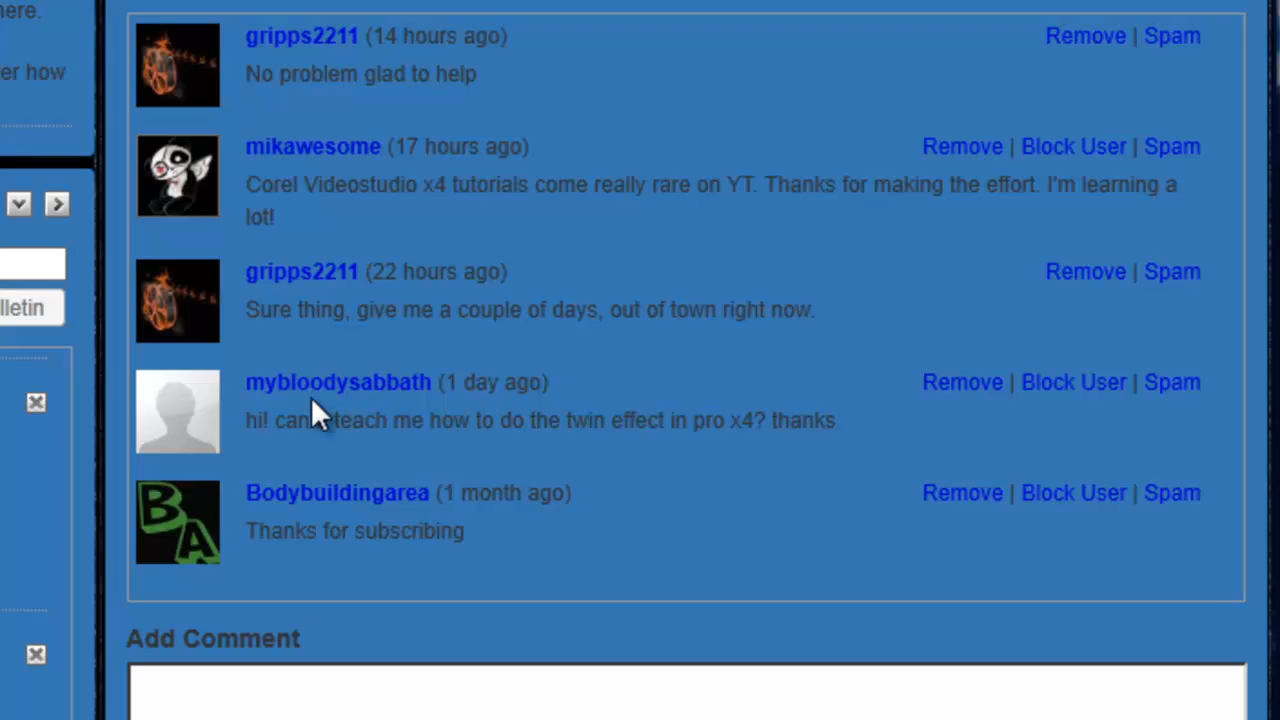 here.
er how
lletin
gripps2211 (14 hours ago) Remove | Spam
No problem glad to help
mikawesome (17 hours ago) Remove | Block User | Spam
Corel Videostudio x4 tutorials come really rare on YT. Thanks for making the effort. I'm learning a
lot!
gripps2211 (22 hours ago) Remove | Spam
Sure thing, give me a couple of days, out of town right now.
mybloodysabbath (1 day ago) Remove | Block User | Spam
hi! can teach me how to do the twin effect in pro x4? thanks
B
A
Bodybuildingarea (1 month ago) Remove | Block User | Spam
Thanks for subscribing
Add Comment